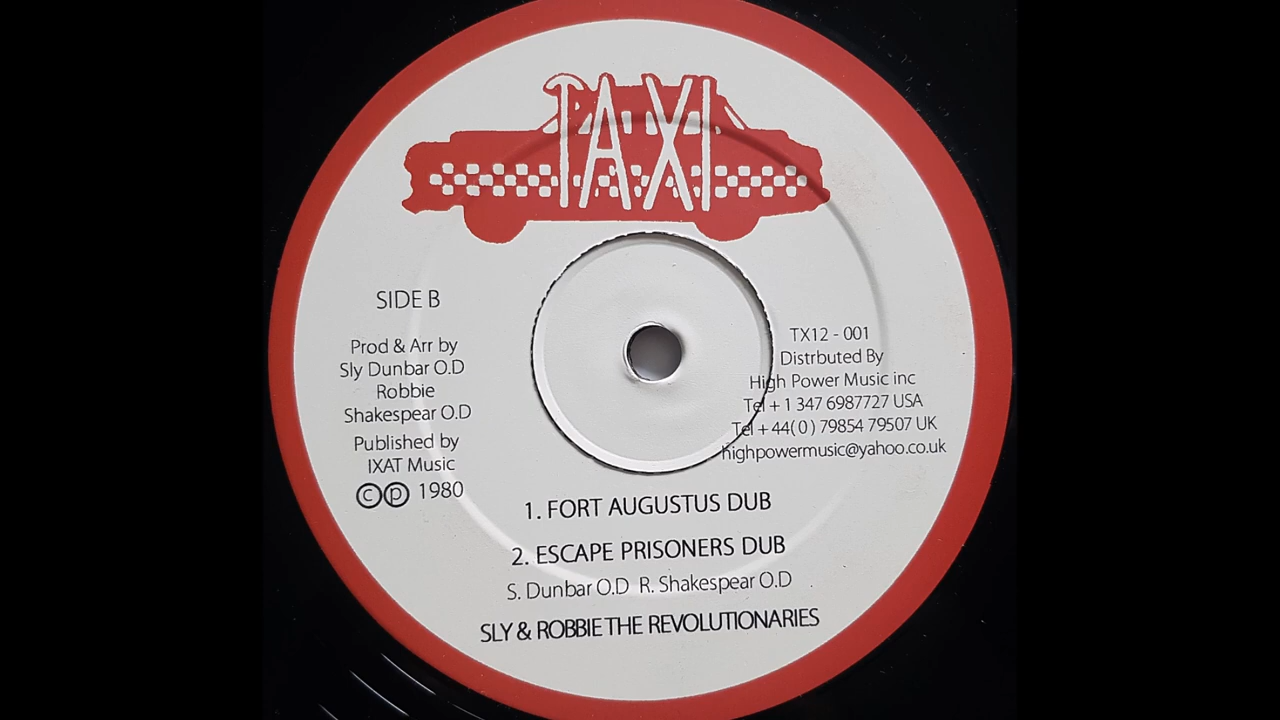 TAXI
SIDE B
Prod & Arr by
Sly Dunbar O.D
Robbie
Shakespear O.D
Published by
IXAT Music
©℗ 1980
TX12 - 001
Distrbuted By
High Power Music inc
Tel + 1 347 6987727 USA
Tel + 44( 0 ) 79854 79507 UK
highpowermusic@yahoo.co.uk
1. FORT AUGUSTUS DUB
2. ESCAPE PRISONERS DUB
S. Dunbar O.D R. Shakespear O.D
SLY & ROBBIE THE REVOLUTIONARIES